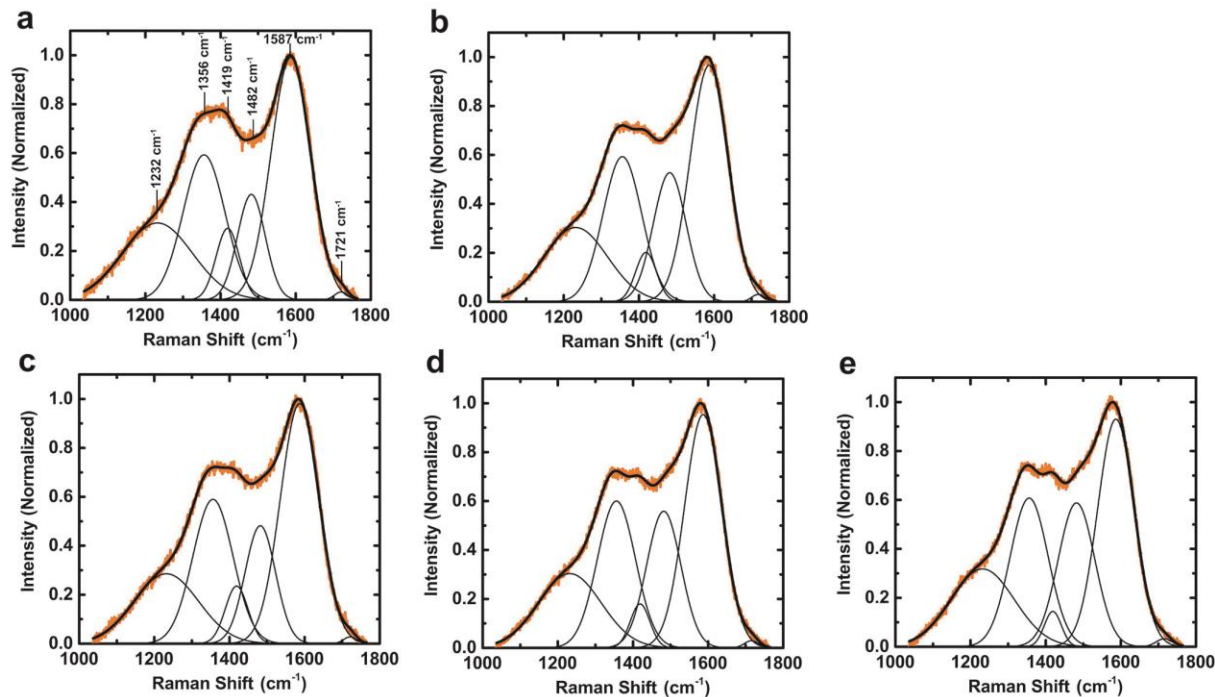 a
1232 cm⁻¹
1356 cm⁻¹
1419 cm⁻¹
1482 cm⁻¹
1587 cm⁻¹
1721 cm⁻¹
Intensity (Normalized)
1.0
0.8
0.6
0.4
0.2
0.0
1000 1200 1400 1600 1800
Raman Shift (cm⁻¹)
b
Intensity (Normalized)
1.0
0.8
0.6
0.4
0.2
0.0
1000 1200 1400 1600 1800
Raman Shift (cm⁻¹)
c
Intensity (Normalized)
1.0
0.8
0.6
0.4
0.2
0.0
1000 1200 1400 1600 1800
Raman Shift (cm⁻¹)
d
Intensity (Normalized)
1.0
0.8
0.6
0.4
0.2
0.0
1000 1200 1400 1600 1800
Raman Shift (cm⁻¹)
e
Intensity (Normalized)
1.0
0.8
0.6
0.4
0.2
0.0
1000 1200 1400 1600 1800
Raman Shift (cm⁻¹)